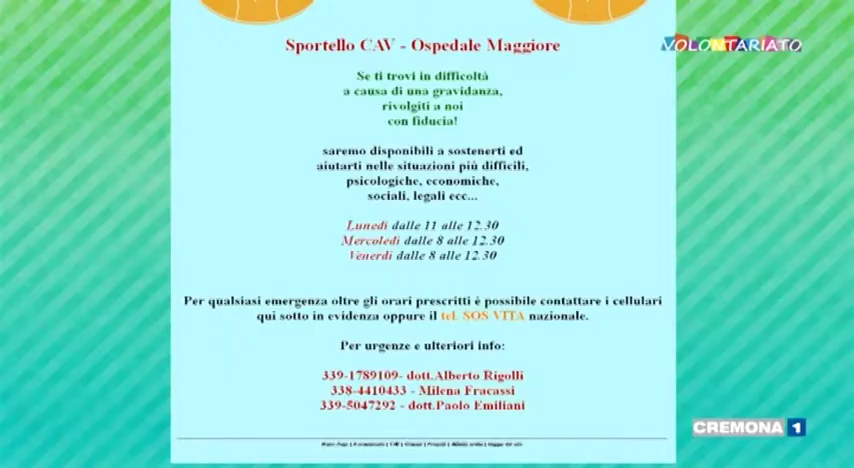 Sportello CAV - Ospedale Maggiore
VOLONTARIATO
Se ti trovi in difficoltà
a causa di una gravidanza,
rivolgiti a noi
con fiducia!
saremo disponibili a sostenerti ed
aiutarti nelle situazioni più difficili,
psicologiche, economiche,
sociali, legali ecc...
Lunedì dalle 11 alle 12.30
Mercoledì dalle 8 alle 12.30
Venerdì dalle 8 alle 12.30
Per qualsiasi emergenza oltre gli orari prescritti è possibile contattare i cellulari
qui sotto in evidenza oppure il tel. SOS VITA nazionale.
Per urgenze e ulteriori info:
339-1789109- dott.Alberto Rigolli
338-4410433 - Milena Fracassi
339-5047292 - dott.Paolo Emiliani
CREMONA 1